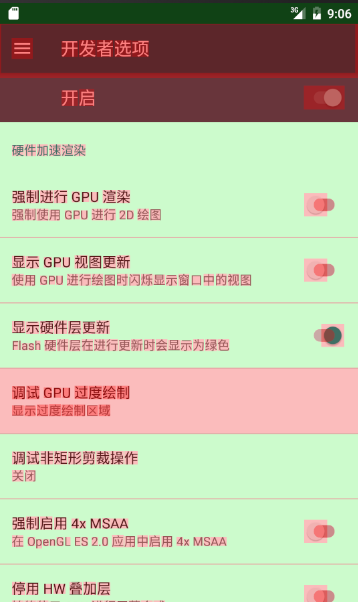 3G 9:06
开发者选项
开启
硬件加速渲染
强制进行 GPU 渲染
强制使用 GPU 进行 2D 绘图
显示 GPU 视图更新
使用 GPU 进行绘图时闪烁显示窗口中的视图
显示硬件层更新
Flash 硬件层在进行更新时会显示为绿色
调试 GPU 过度绘制
显示过度绘制区域
调试非矩形剪裁操作
关闭
强制启用 4x MSAA
在 OpenGL ES 2.0 应用中启用 4x MSAA
停用 HW 叠加层